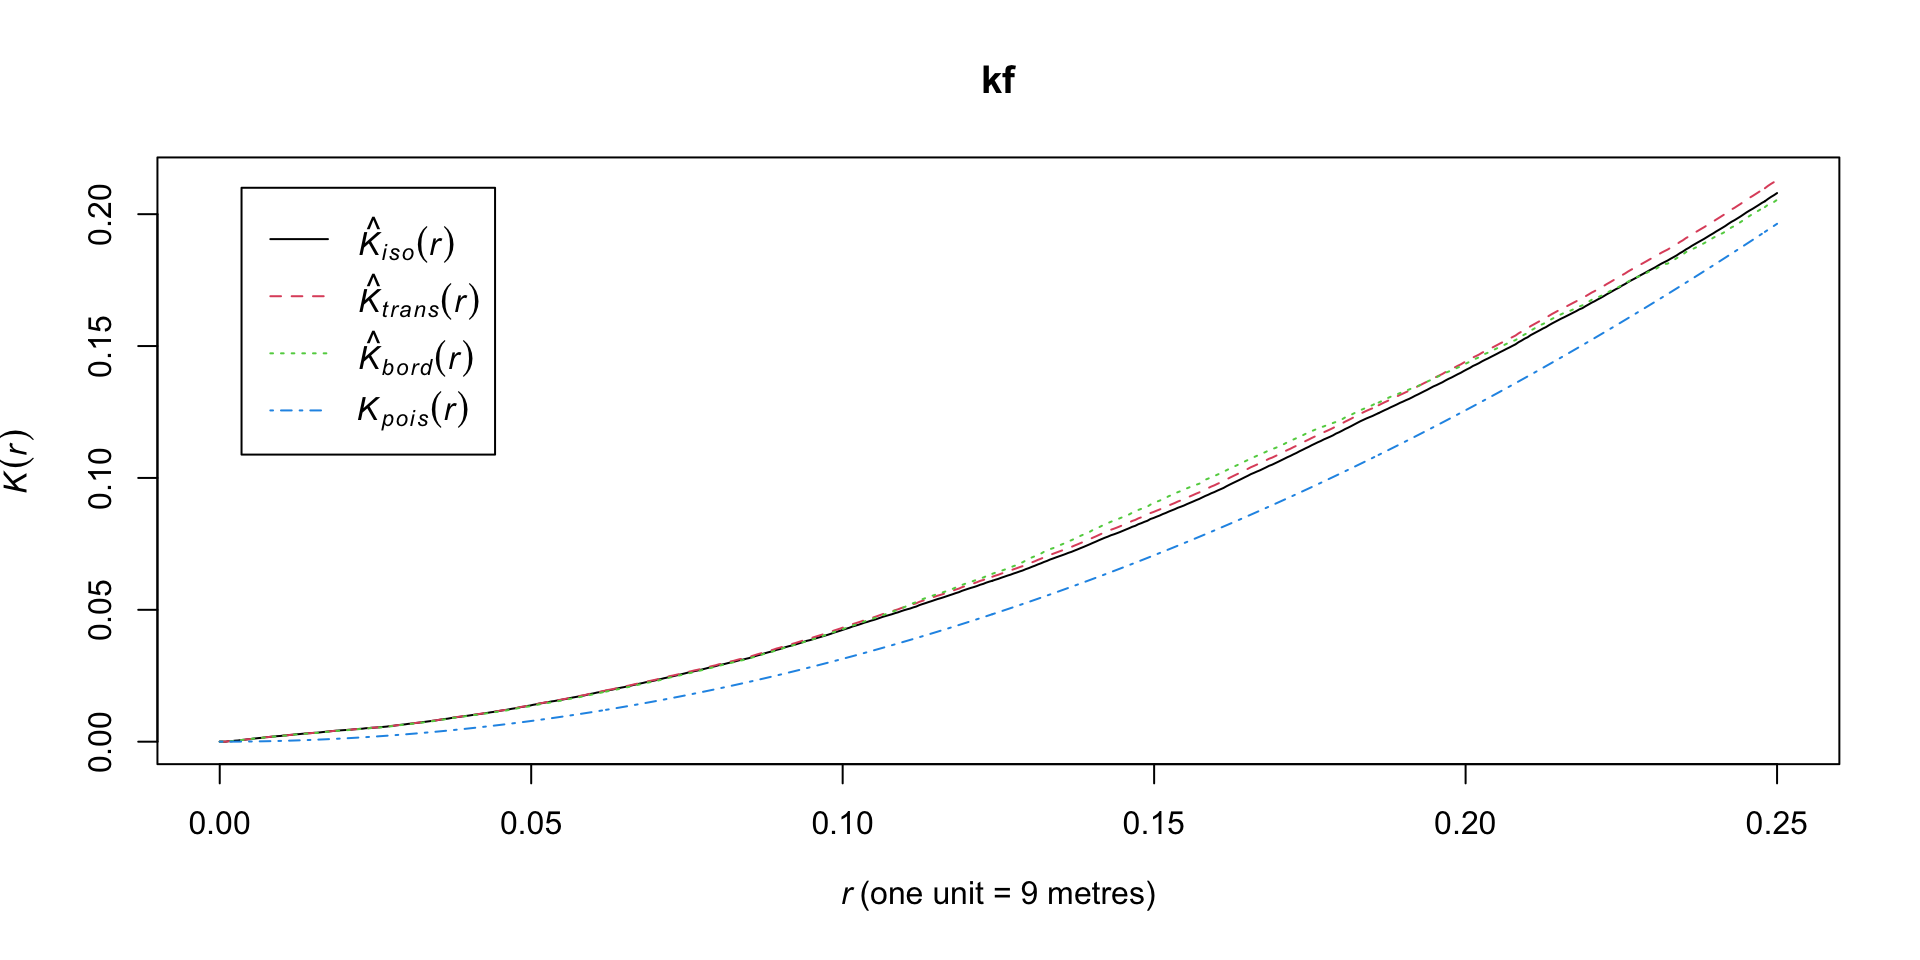 kf
K̂iso(r)
K̂trans(r)
K̂bord(r)
Kpois(r)
K(r)
0.20
0.15
0.10
0.05
0.00
0.00 0.05 0.10 0.15 0.20 0.25
r (one unit = 9 metres)